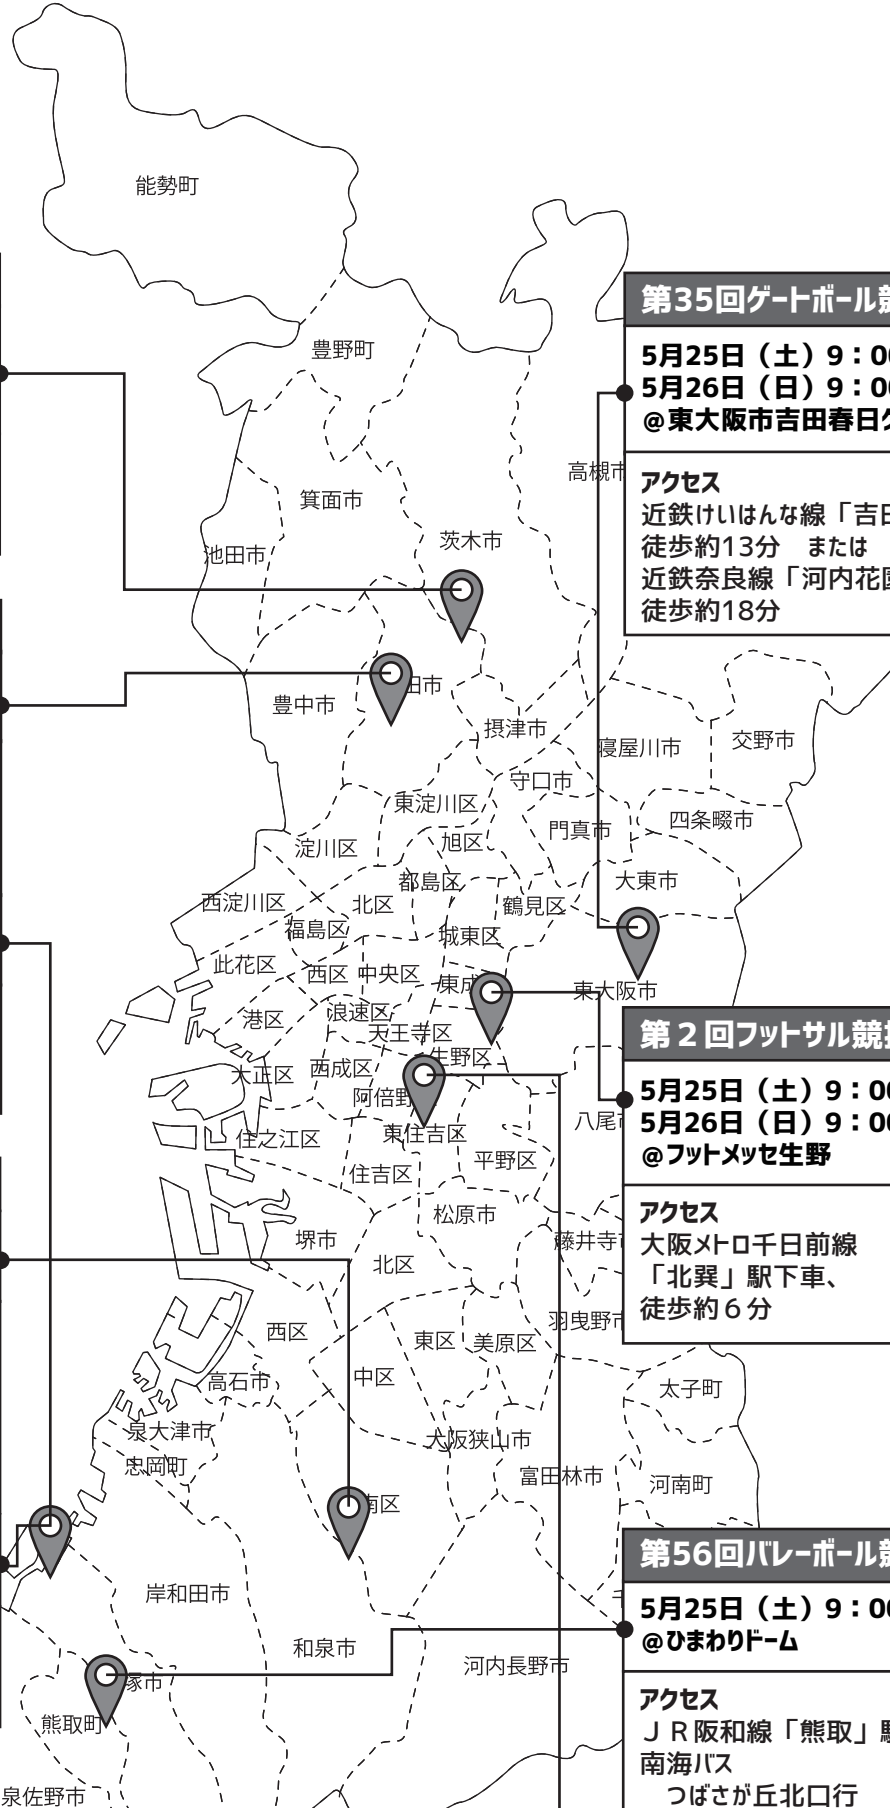 能勢町
豊野町
箕面市
高槻市
茨木市
池田市
田市
豊中市
摂津市
寝屋川市
交野市
守口市
東淀川区
門真市
四条畷市
旭区
淀川区
大東市
都島区
西淀川区
北区
鶴見区
福島区
城東区
此花区
西区
中央区
東成
東大阪市
港区
浪速区
天王寺区
生野区
大正区
西成区
阿倍野
八尾
住之江区
東住吉区
平野区
住吉区
松原市
堺市
藤井寺
北区
羽曳野市
西区
東区
美原区
高石市
中区
太子町
泉大津市
大阪狭山市
忠岡町
富田林市
河南町
南区
岸和田市
和泉市
河内長野市
塚市
熊取町
泉佐野市
第35回ゲートボール競
5月25日（土）9：00
5月26日（日）9：00
@東大阪市吉田春日
アクセス
近鉄けいはんな線「吉田
徒歩約13分　または
近鉄奈良線「河内花園
徒歩約18分
第２回フットサル競技
5月25日（土）9：00
5月26日（日）9：00
@フットメッセ生野
アクセス
大阪メトロ千日前線
「北巽」駅下車、
徒歩約６分
第56回バレーボール競
5月25日（土）9：00
@ひまわりドーム
アクセス
ＪＲ阪和線「熊取」駅
南海バス
つばさが丘北口行